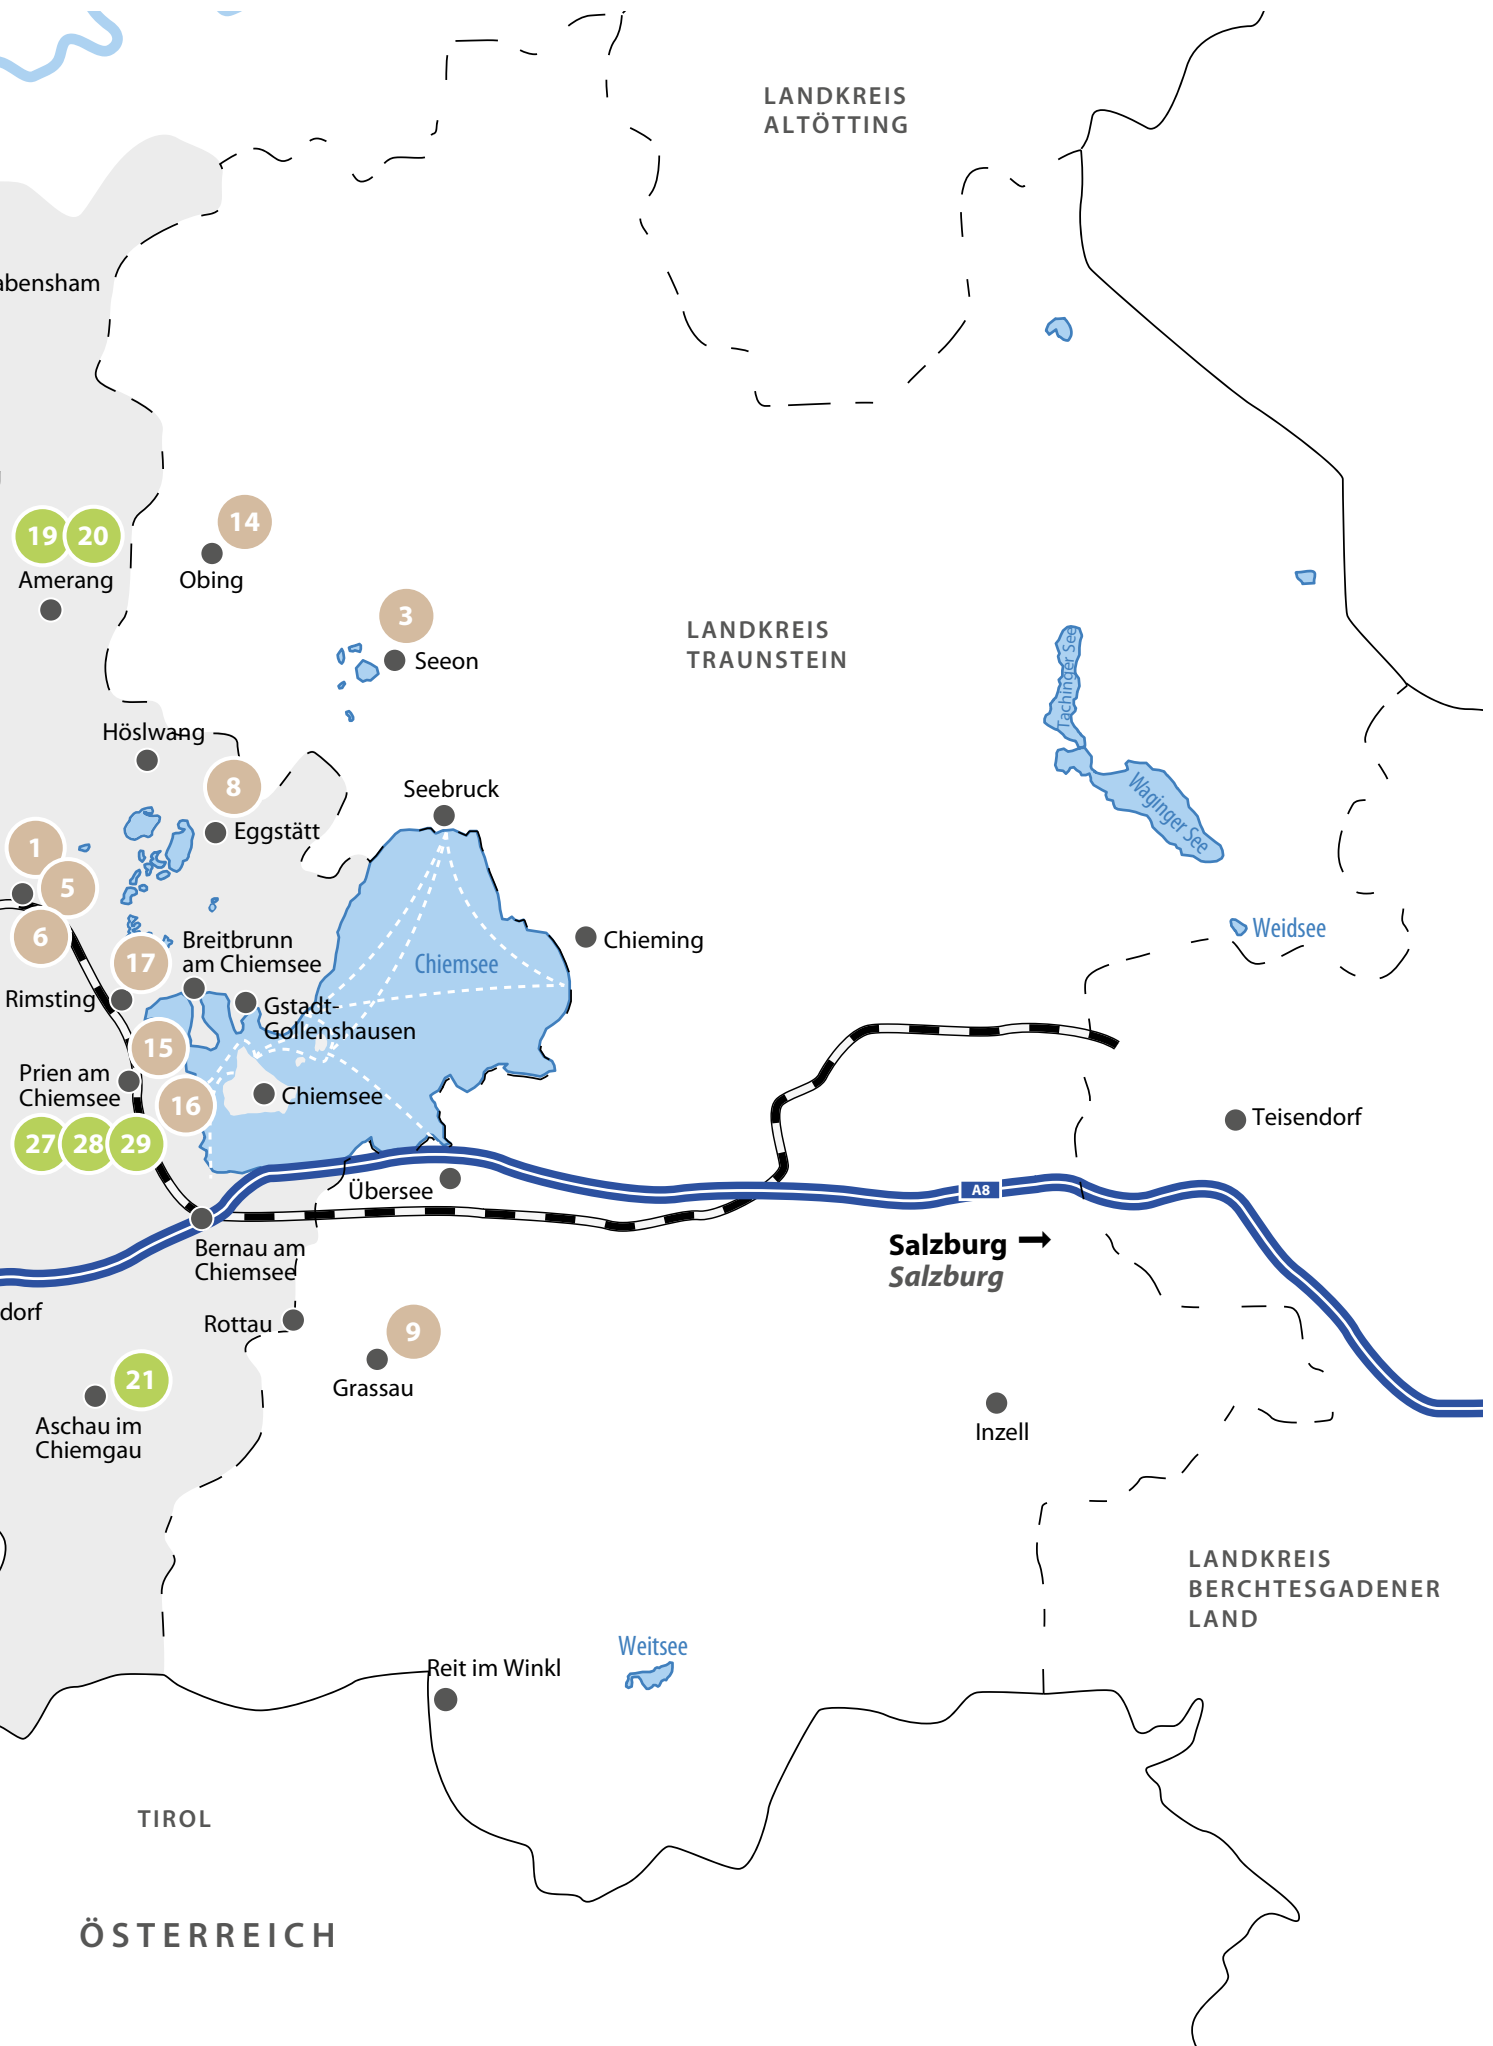 LANDKREIS
ALTÖTTING
abensham
14
19 20
Amerang
Obing
3
Seeon
LANDKREIS
TRAUNSTEIN
Tachinger See
Höslwang
8
Eggstätt
Seebruck
Waginger See
1
5
6
17
Breitbrunn
am Chiemsee
Chiemsee
Chieming
Weidsee
Rimsting
Gstadt-
Gollenshausen
15
Prien am
Chiemsee
Chiemsee
16
27 28 29
Teisendorf
Übersee
A8
Salzburg
Salzburg
Bernau am
Chiemsee
dorf
Rottau
9
Grassau
21
Aschau im
Chiemgau
Inzell
LANDKREIS
BERCHTESGADENER
LAND
Weitsee
Reit im Winkl
TIROL
ÖSTERREICH